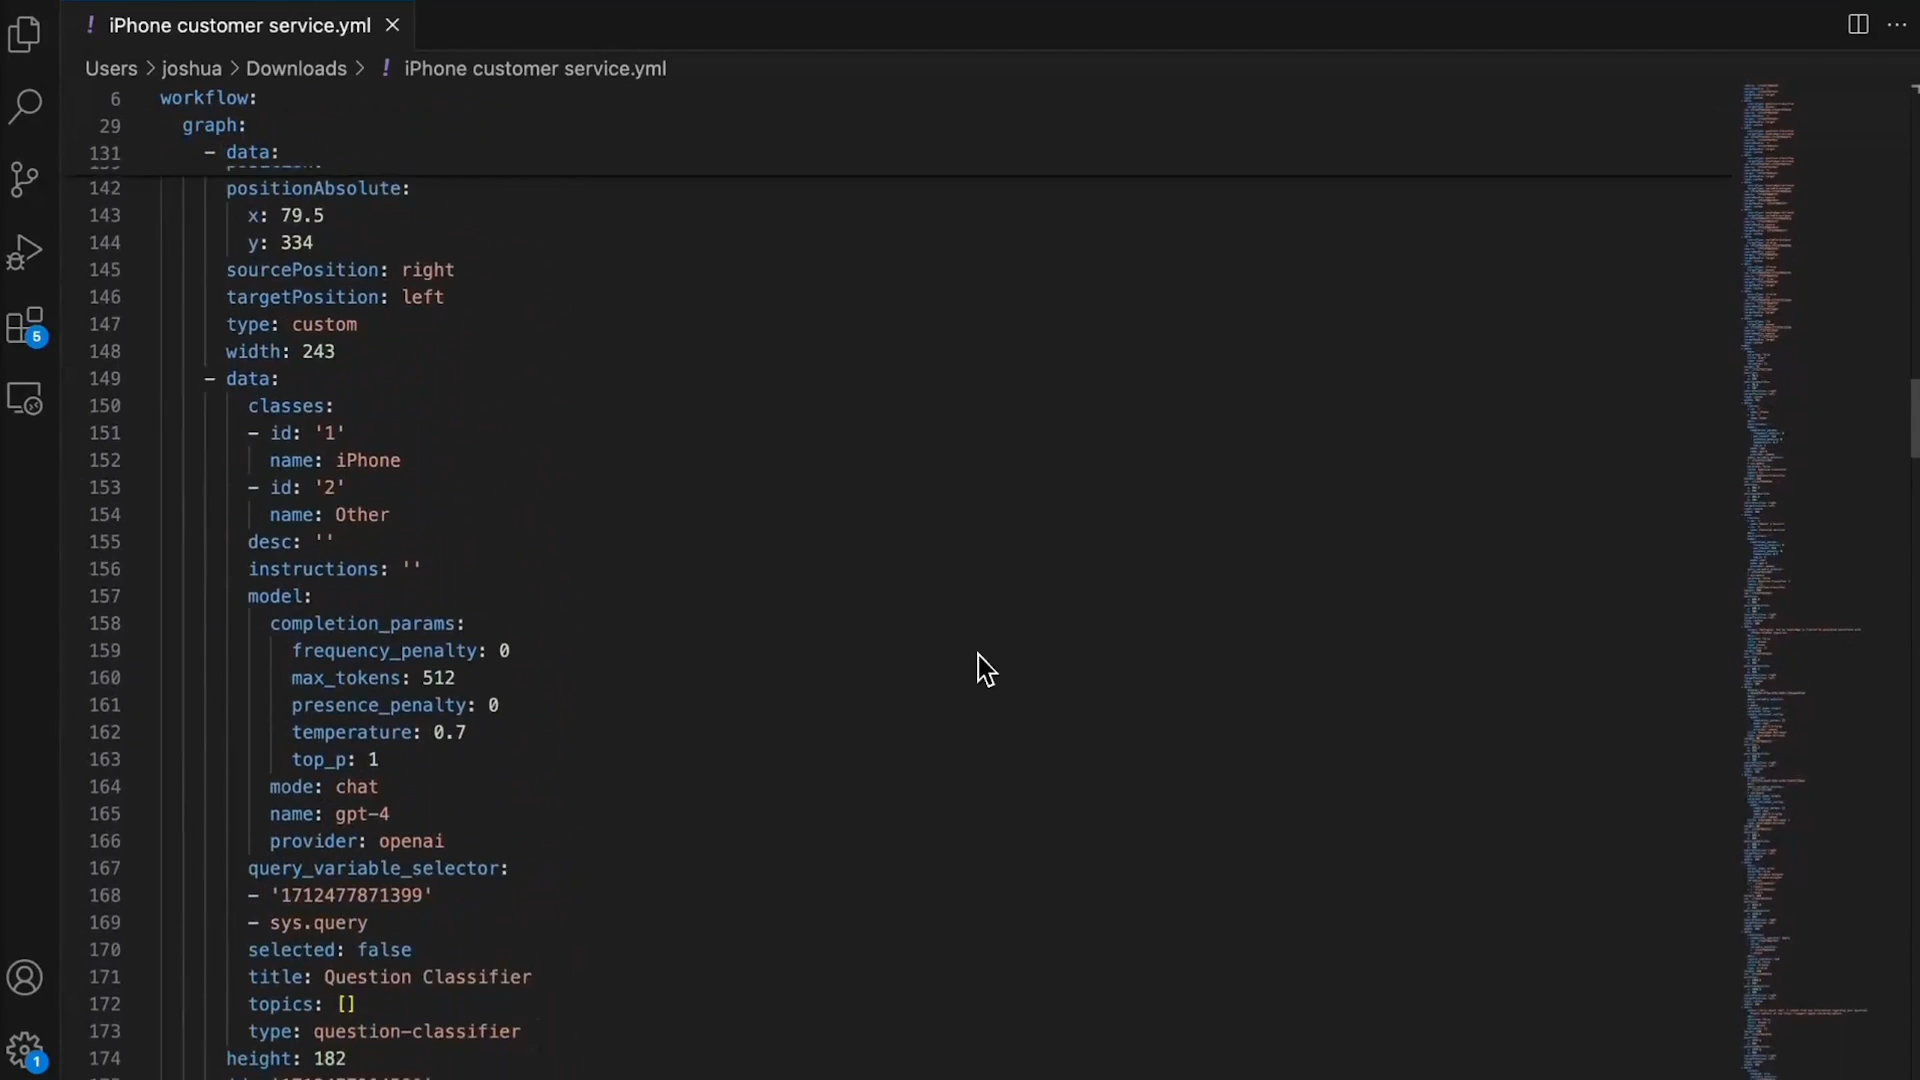 ! iPhone customer service.yml
Users > joshua > Downloads > ! iPhone customer service.yml
6 workflow:
29 graph:
131 - data:
142 positionAbsolute:
143 x: 79.5
144 y: 334
145 sourcePosition: right
146 targetPosition: left
147 type: custom
148 width: 243
149 - data:
150 classes:
151 - id: '1'
152 name: iPhone
153 - id: '2'
154 name: Other
155 desc: ''
156 instructions: ''
157 model:
158 completion_params:
159 frequency_penalty: 0
160 max_tokens: 512
161 presence_penalty: 0
162 temperature: 0.7
163 top_p: 1
164 mode: chat
165 name: gpt-4
166 provider: openai
167 query_variable_selector:
168 - '1712477871399'
169 - sys.query
170 selected: false
171 title: Question Classifier
172 topics: []
173 type: question-classifier
174 height: 182
5
1